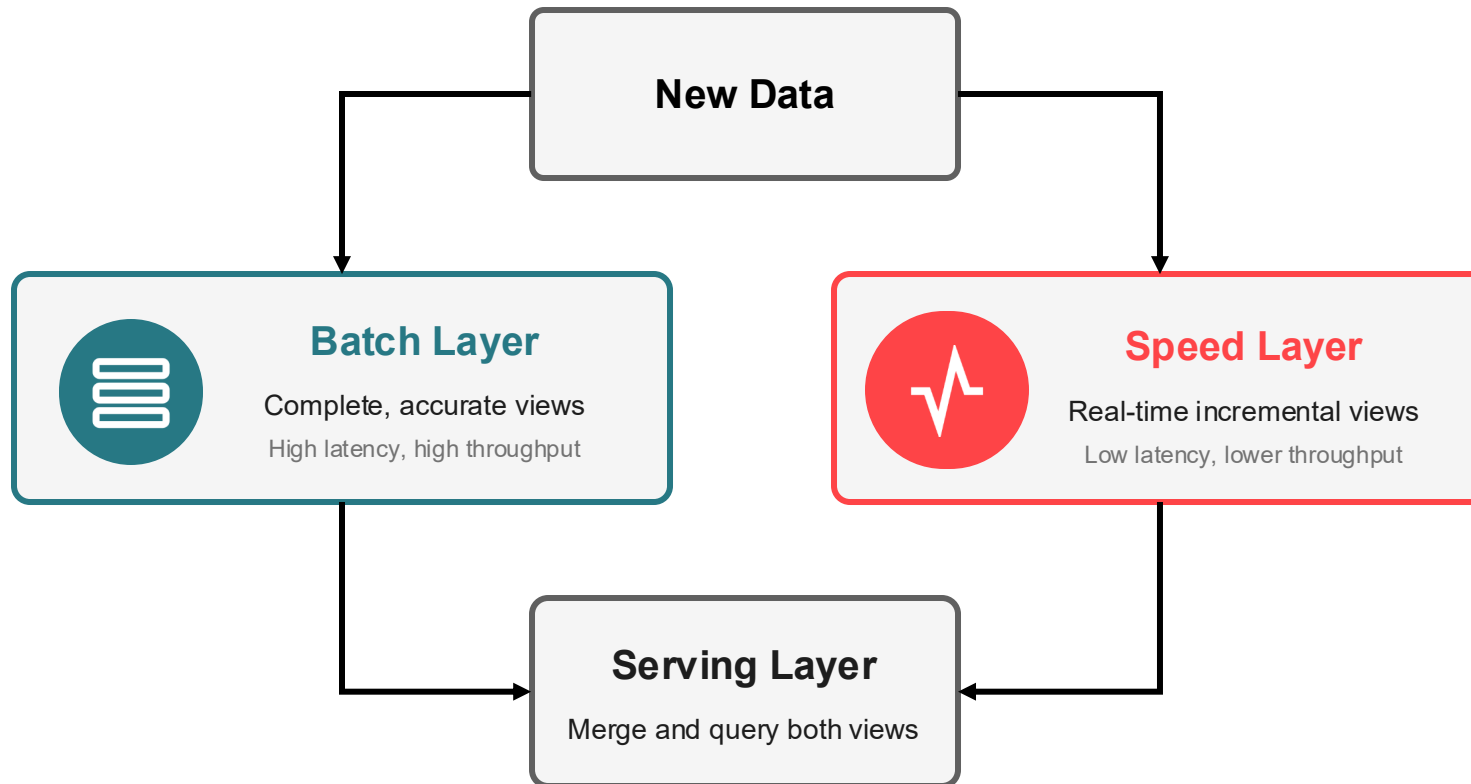 New Data
Batch Layer
Complete, accurate views
High latency, high throughput
Speed Layer
Real-time incremental views
Low latency, lower throughput
Serving Layer
Merge and query both views